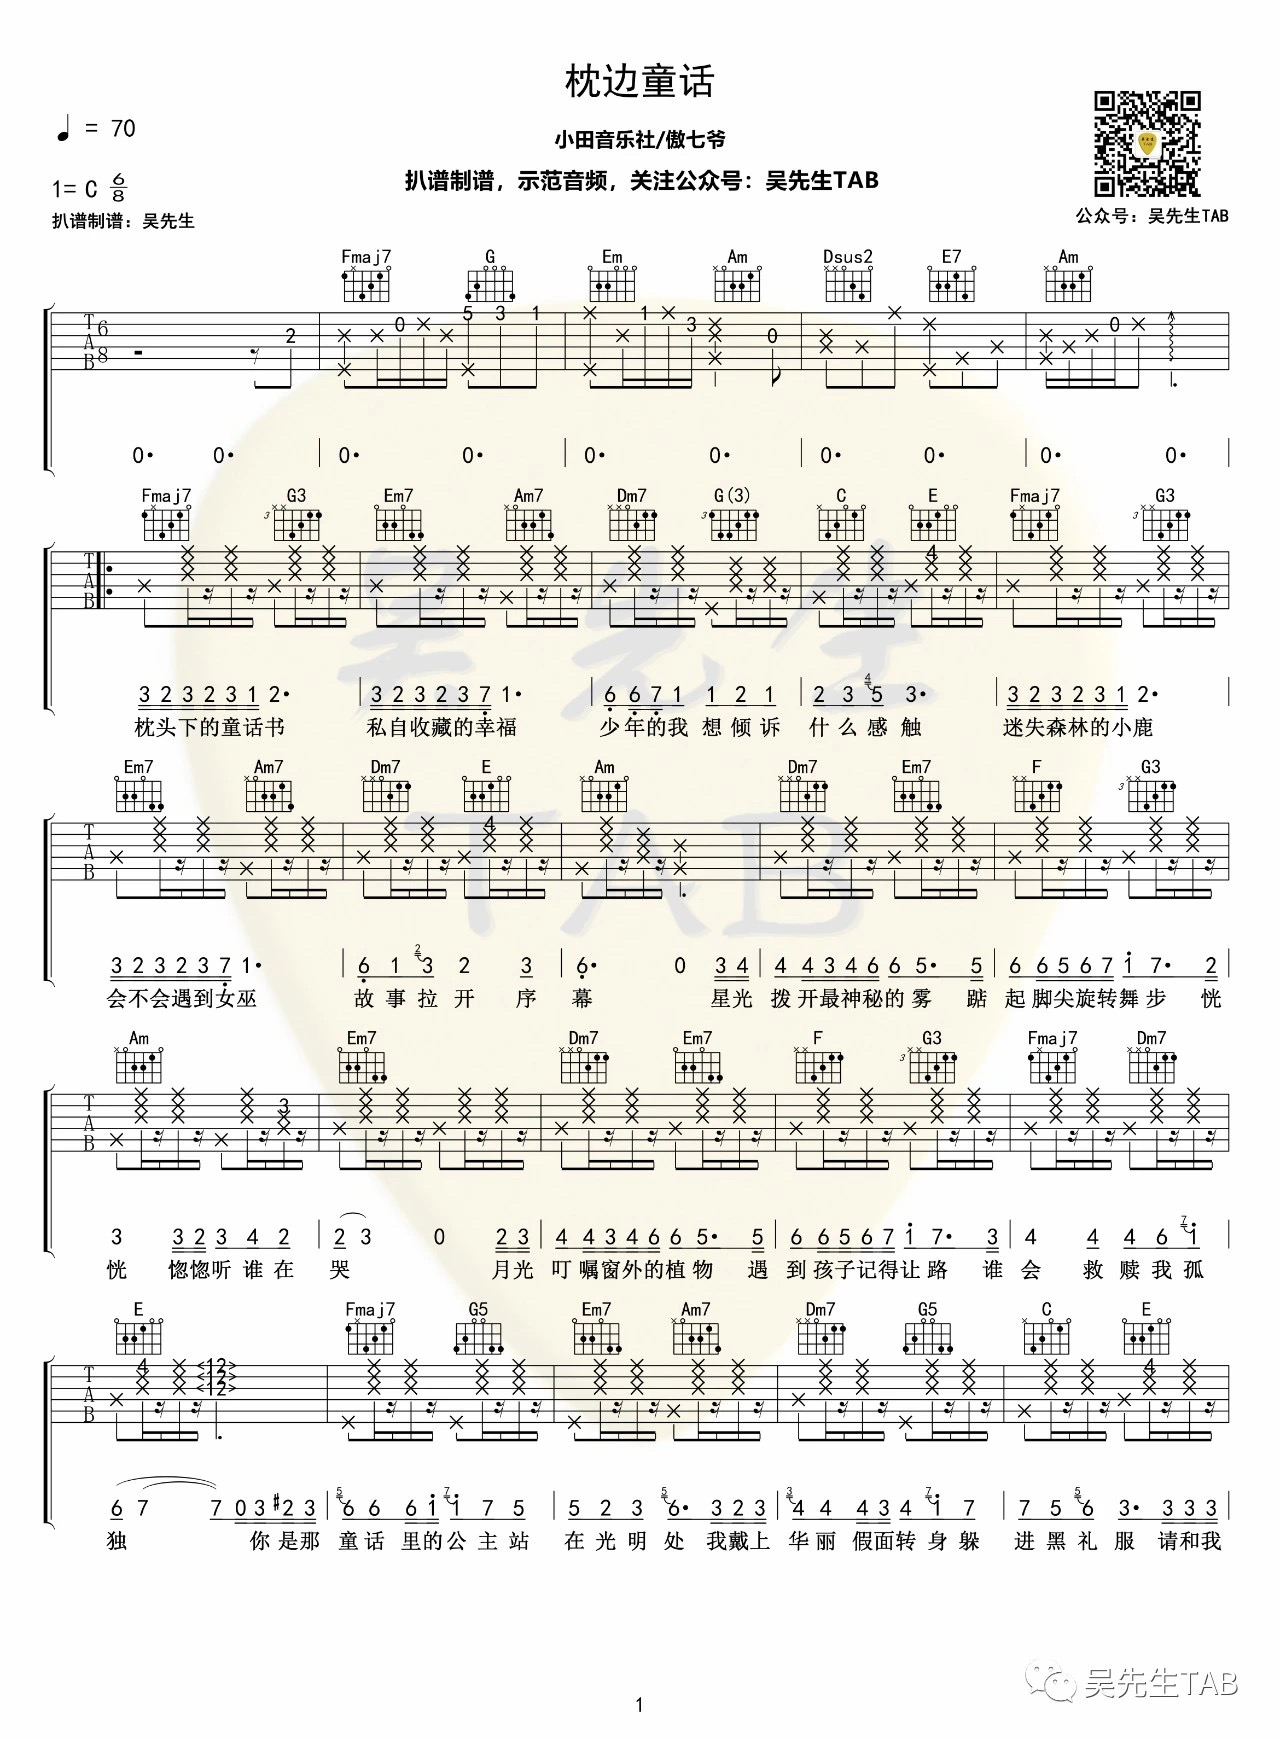 枕边童话
♩ = 70
小田音乐社/傲七爷
1= C 6/8
扒谱制谱，示范音频，关注公众号：吴先生TAB
扒谱制谱：吴先生
公众号：吴先生TAB
Fmaj7 G Em Am Dsus2 E7 Am
T A B 6 8 2 0 5 3 1 1 3 0 0
0· 0· 0· 0· 0· 0· 0· 0· 0· 0·
Fmaj7 G3 Em7 Am7 Dm7 G(3) C E Fmaj7 G3
T A B 4
3 2 3 2 3 1 2· 3 2 3 2 3 7 1· 6 6 7 1 1 2 1 2 3 4 5 3· 3 2 3 2 3 1 2·
枕头下的童话书 私自收藏的幸福 少年的我 想倾诉 什么感触 迷失森林的小鹿
Em7 Am7 Dm7 E Am Dm7 Em7 F G3
T A B 4
3 2 3 2 3 7 1· 6 1 2 3 2 3 6· 0 3 4 4 4 3 4 6 6 5· 5 6 6 5 6 7 1 7· 2
会不会遇到女巫 故事拉开序幕 星光 拨开最神秘的雾 踮起脚尖旋转舞步 恍
Am Em7 Dm7 Em7 F G3 Fmaj7 Dm7
T A B 3
3 3 2 3 4 2 2 3 0 2 3 4 4 3 4 6 6 5· 5 6 6 5 6 7 1 7· 3 4 4 4 6 7 1
恍 惚惚听谁在哭 月光 叮嘱窗外的植物 遇到孩子记得让路 谁会救赎我孤
E Fmaj7 G5 Em7 Am7 Dm7 G5 C E
T A B 4 <12> <12> <12> 4
6 7 7 0 3 #2 3 5 6 6 6 1 7 1 7 5 5 2 3 5 6· 3 2 3 3 4 4 4 3 4 7 1 7 7 5 5 6 3· 3 3 3
独 你是那 童话里的公主站 在光明处 我戴上 华丽假面转身躲 进黑礼服 请和我
吴先生TAB
1